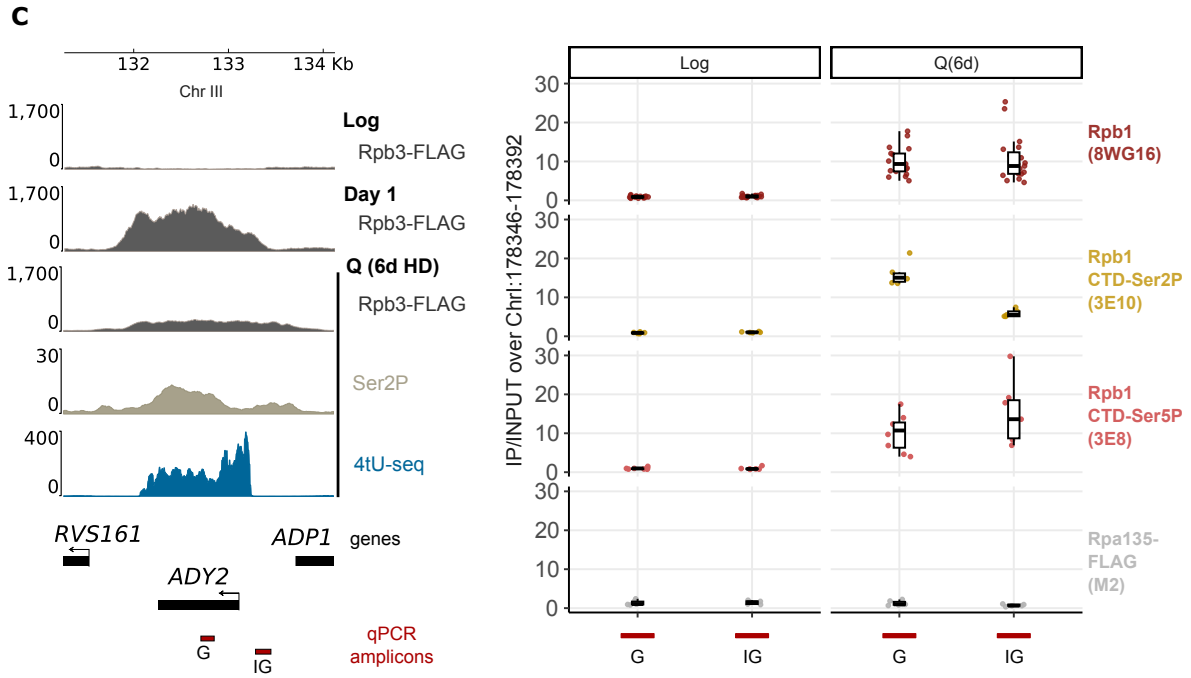 C
132 133 134 Kb
Chr III
1,700
0
Log
Rpb3-FLAG
1,700
0
Day 1
Rpb3-FLAG
1,700
0
Q (6d HD)
Rpb3-FLAG
30
0
Ser2P
400
0
4tU-seq
RVS161
ADP1
genes
ADY2
G
IG
qPCR
amplicons
IP/INPUT over ChrI:178346-178392
Log
Q(6d)
30
20
10
0
Rpb1
(8WG16)
30
20
10
0
Rpb1
CTD-Ser2P
(3E10)
30
20
10
0
Rpb1
CTD-Ser5P
(3E8)
30
20
10
0
Rpa135-
FLAG
(M2)
G IG G IG